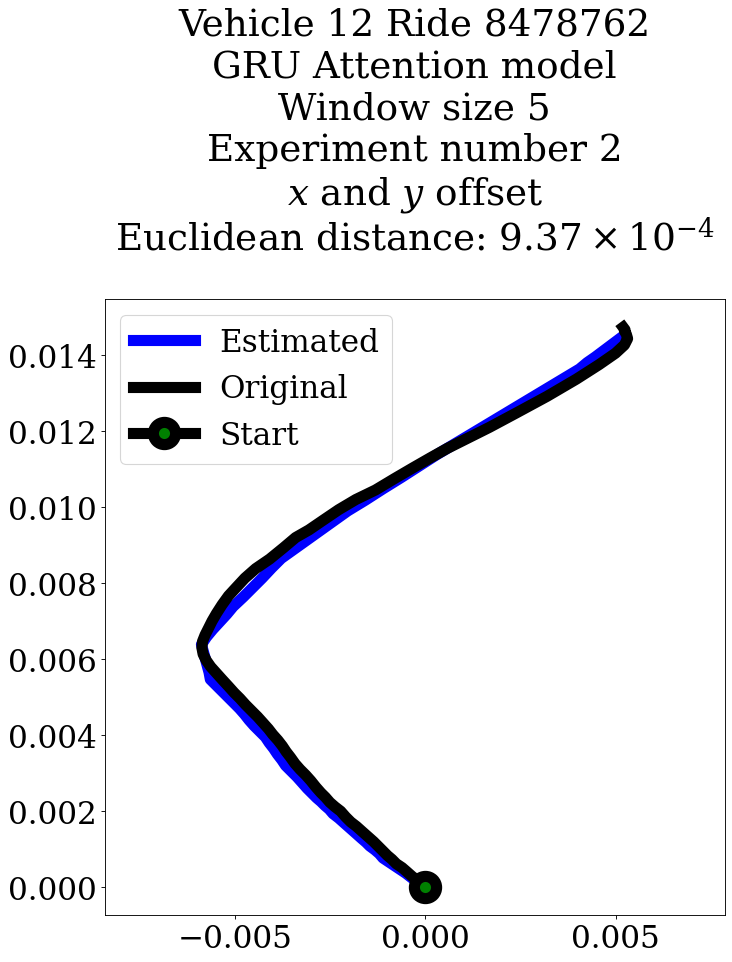 Vehicle 12 Ride 8478762
GRU Attention model
Window size 5
Experiment number 2
x and y offset
Euclidean distance: 9.37 × 10⁻⁴
Estimated
Original
Start
0.014
0.012
0.010
0.008
0.006
0.004
0.002
0.000
−0.005 0.000 0.005